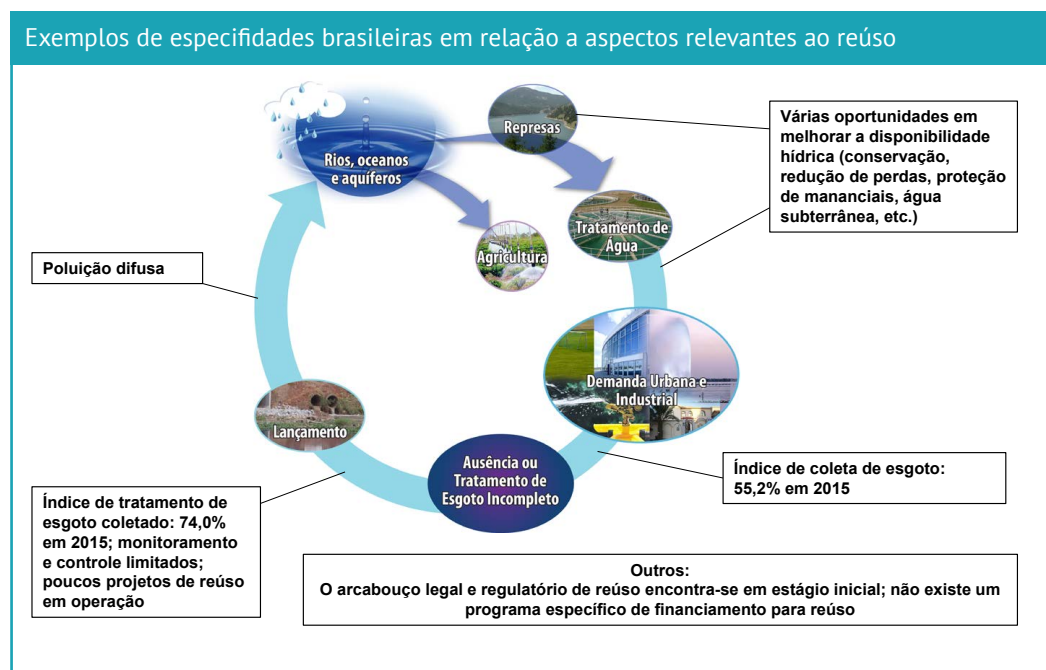 Exemplos de especifidades brasileiras em relação a aspectos relevantes ao reúso
Rios, oceanos
e aquíferos
Represas
Várias oportunidades em
melhorar a disponibilidade
hídrica (conservação,
redução de perdas, proteção
de mananciais, água
subterrânea, etc.)
Tratamento de
Água
Agricultura
Poluição difusa
Demanda Urbana e
Industrial
Lançamento
Ausência ou
Tratamento de
Esgoto Incompleto
Índice de coleta de esgoto:
55,2% em 2015
Índice de tratamento de
esgoto coletado: 74,0%
em 2015; monitoramento
e controle limitados;
poucos projetos de reúso
em operação
Outros:
O arcabouço legal e regulatório de reúso encontra-se em estágio inicial; não existe um
programa específico de financiamento para reúso